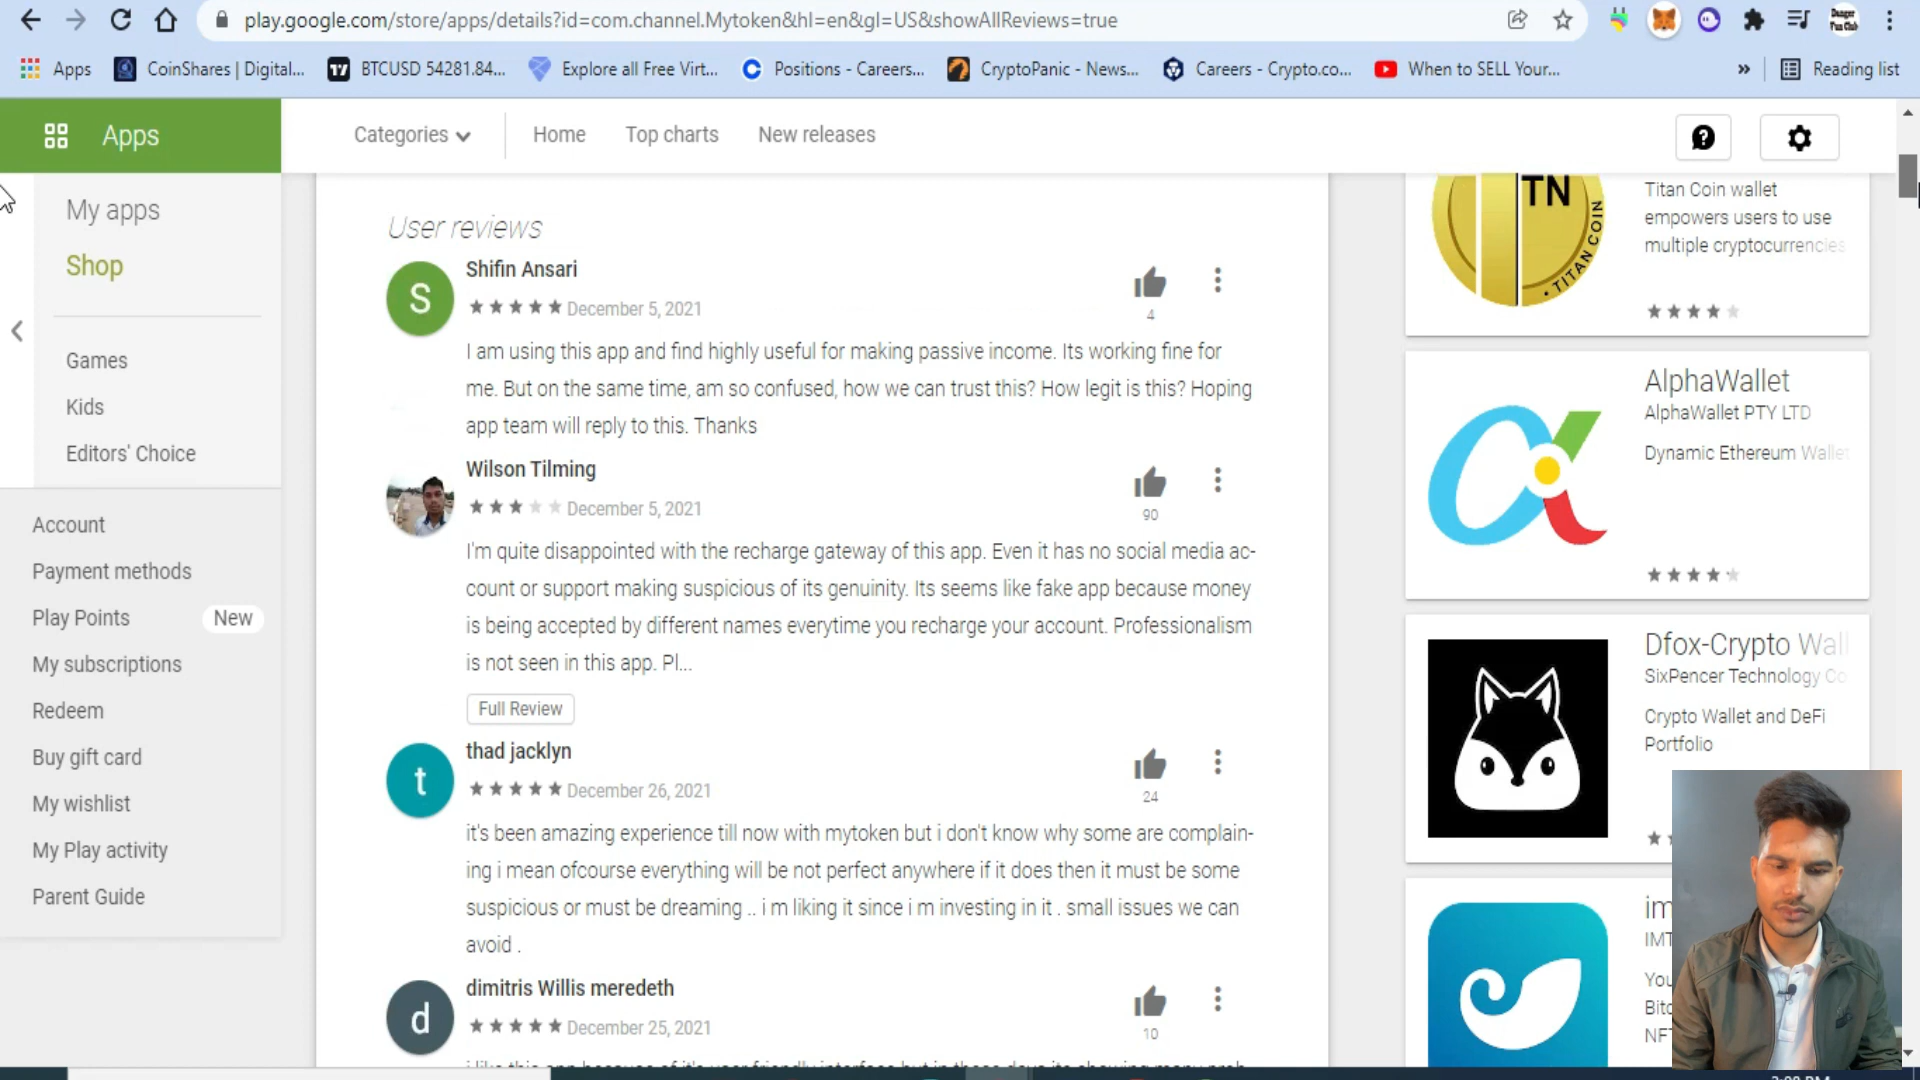 play.google.com/store/apps/details?id=com.channel.Mytoken&hl=en&gl=US&showAllReviews=true
Apps
CoinShares | Digital...
BTCUSD 54281.84...
Explore all Free Virt...
Positions - Careers...
CryptoPanic - News...
Careers - Crypto.co...
When to SELL Your...
»
Reading list
Apps
Categories
Home
Top charts
New releases
My apps
Shop
Games
Kids
Editors' Choice
Account
Payment methods
Play Points
New
My subscriptions
Redeem
Buy gift card
My wishlist
My Play activity
Parent Guide
User reviews
S
Shifin Ansari
December 5, 2021
4
I am using this app and find highly useful for making passive income. Its working fine for
me. But on the same time, am so confused, how we can trust this? How legit is this? Hoping
app team will reply to this. Thanks
Wilson Tilming
December 5, 2021
90
I'm quite disappointed with the recharge gateway of this app. Even it has no social media ac-
count or support making suspicious of its genuinity. Its seems like fake app because money
is being accepted by different names everytime you recharge your account. Professionalism
is not seen in this app. Pl...
Full Review
t
thad jacklyn
December 26, 2021
24
it's been amazing experience till now with mytoken but i don't know why some are complain-
ing i mean ofcourse everything will be not perfect anywhere if it does then it must be some
suspicious or must be dreaming .. i m liking it since i m investing in it . small issues we can
avoid .
d
dimitris Willis meredeth
December 25, 2021
10
TN
TITAN COIN
Titan Coin wallet
empowers users to use
multiple cryptocurrencies
AlphaWallet
AlphaWallet PTY LTD
Dynamic Ethereum Walle
Dfox-Crypto Wal
SixPencer Technology Co
Crypto Wallet and DeFi
Portfolio
im
IMT
You
Bitc
NF